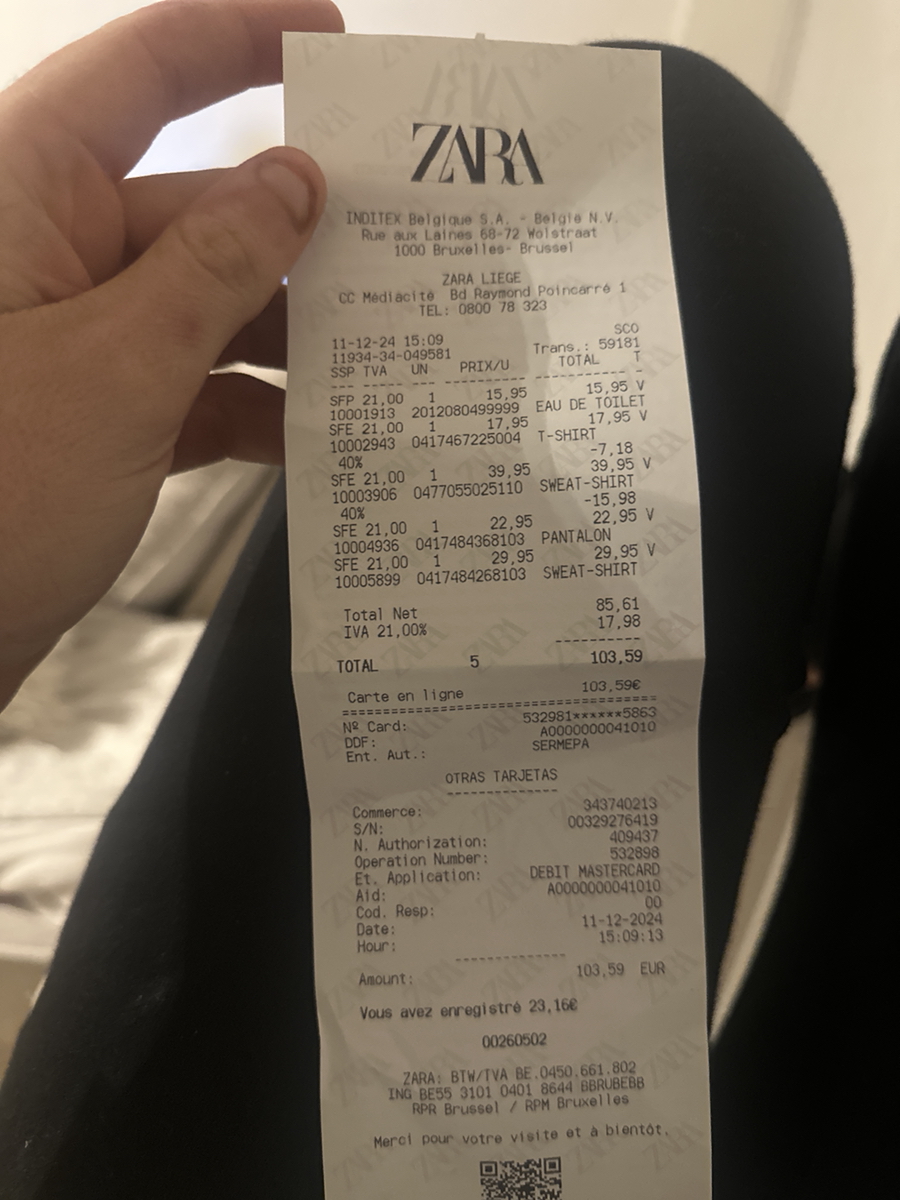 ZARA
INDITEX Belgique S.A. - Belgie N.V.
Rue aux Laines 68-72 Wolstraat
1000 Bruxelles- Brussel
ZARA LIEGE
CC Médiacité Bd Raymond Poincarré 1
TEL: 0800 78 323
SCO
11-12-24 15:09 Trans.: 59181
11934-34-049581
SSP TVA UN PRIX/U TOTAL T
SFP 21,00 1 15,95 15,95 V
10001913 2012080499999 EAU DE TOILET
SFE 21,00 1 17,95 17,95 V
10002943 0417467225004 T-SHIRT
40% -7,18
SFE 21,00 1 39,95 39,95 V
10003906 0477055025110 SWEAT-SHIRT
40% -15,98
SFE 21,00 1 22,95 22,95 V
10004936 0417484368103 PANTALON
SFE 21,00 1 29,95 29,95 V
10005899 0417484268103 SWEAT-SHIRT
Total Net 85,61
IVA 21,00% 17,98
TOTAL 5 103,59
Carte en ligne 103,59€
Nº Card: 532981******5863
DDF: A0000000041010
Ent. Aut.: SERMEPA
OTRAS TARJETAS
Commerce: 343740213
S/N: 00329276419
N. Authorization: 409437
Operation Number: 532898
Et. Application: DEBIT MASTERCARD
Aid: A0000000041010
Cod. Resp: 00
Date: 11-12-2024
Hour: 15:09:13
Amount: 103,59 EUR
Vous avez enregistré 23,16€
00260502
ZARA: BTW/TVA BE.0450.661.802
ING BE55 3101 0401 8644 BBRUBEBB
RPR Brussel / RPM Bruxelles
Merci pour votre visite et à bientôt.